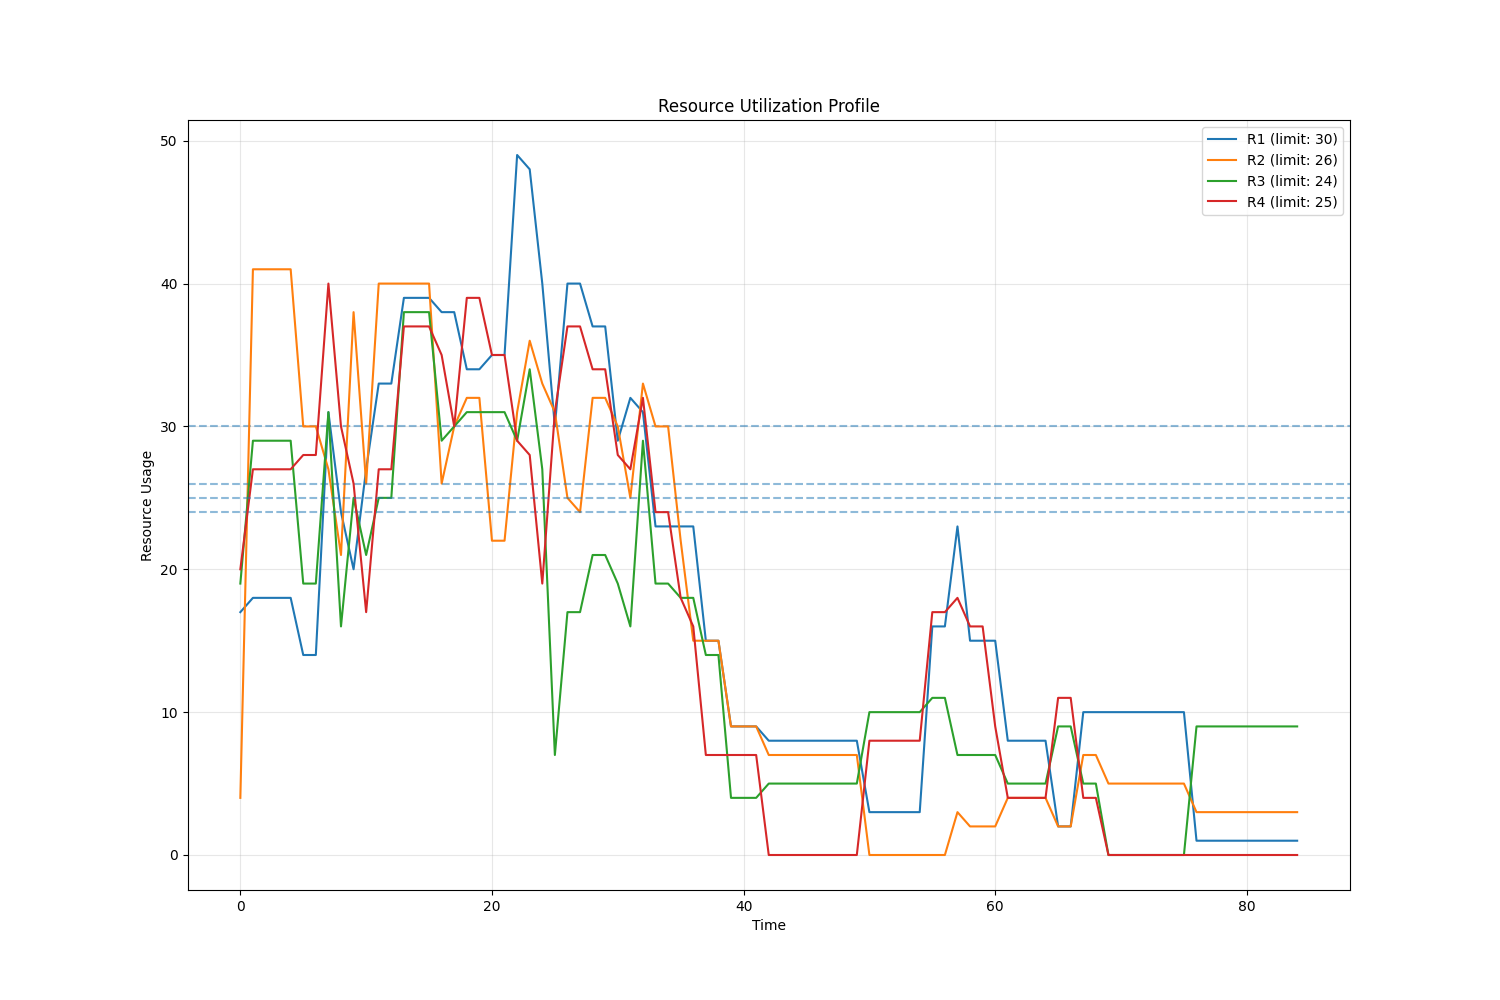 Resource Utilization Profile
R1 (limit: 30)
R2 (limit: 26)
R3 (limit: 24)
R4 (limit: 25)
Resource Usage
50
40
30
20
10
0
0 20 40 60 80
Time